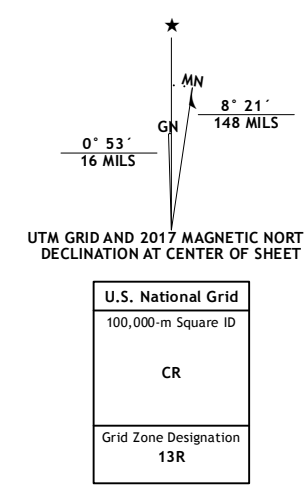 ★
MN
8° 21´
148 MILS
GN
0° 53´
16 MILS
UTM GRID AND 2017 MAGNETIC NORT
DECLINATION AT CENTER OF SHEET
U.S. National Grid
100,000-m Square ID
CR
Grid Zone Designation
13R